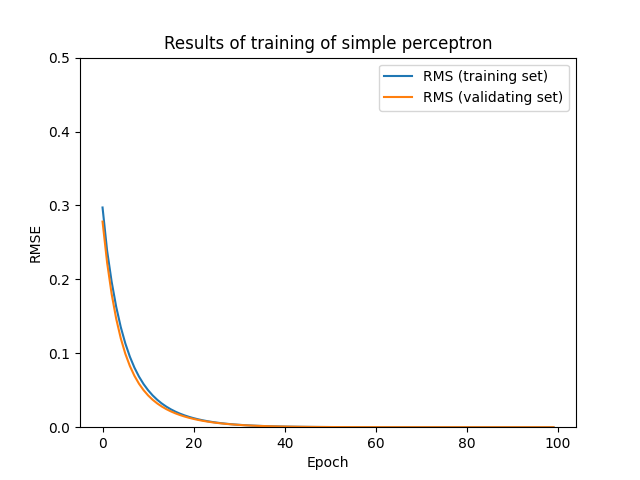 Results of training of simple perceptron
RMS (training set)
RMS (validating set)
0.5
0.4
0.3
0.2
0.1
0.0
RMSE
0 20 40 60 80 100
Epoch